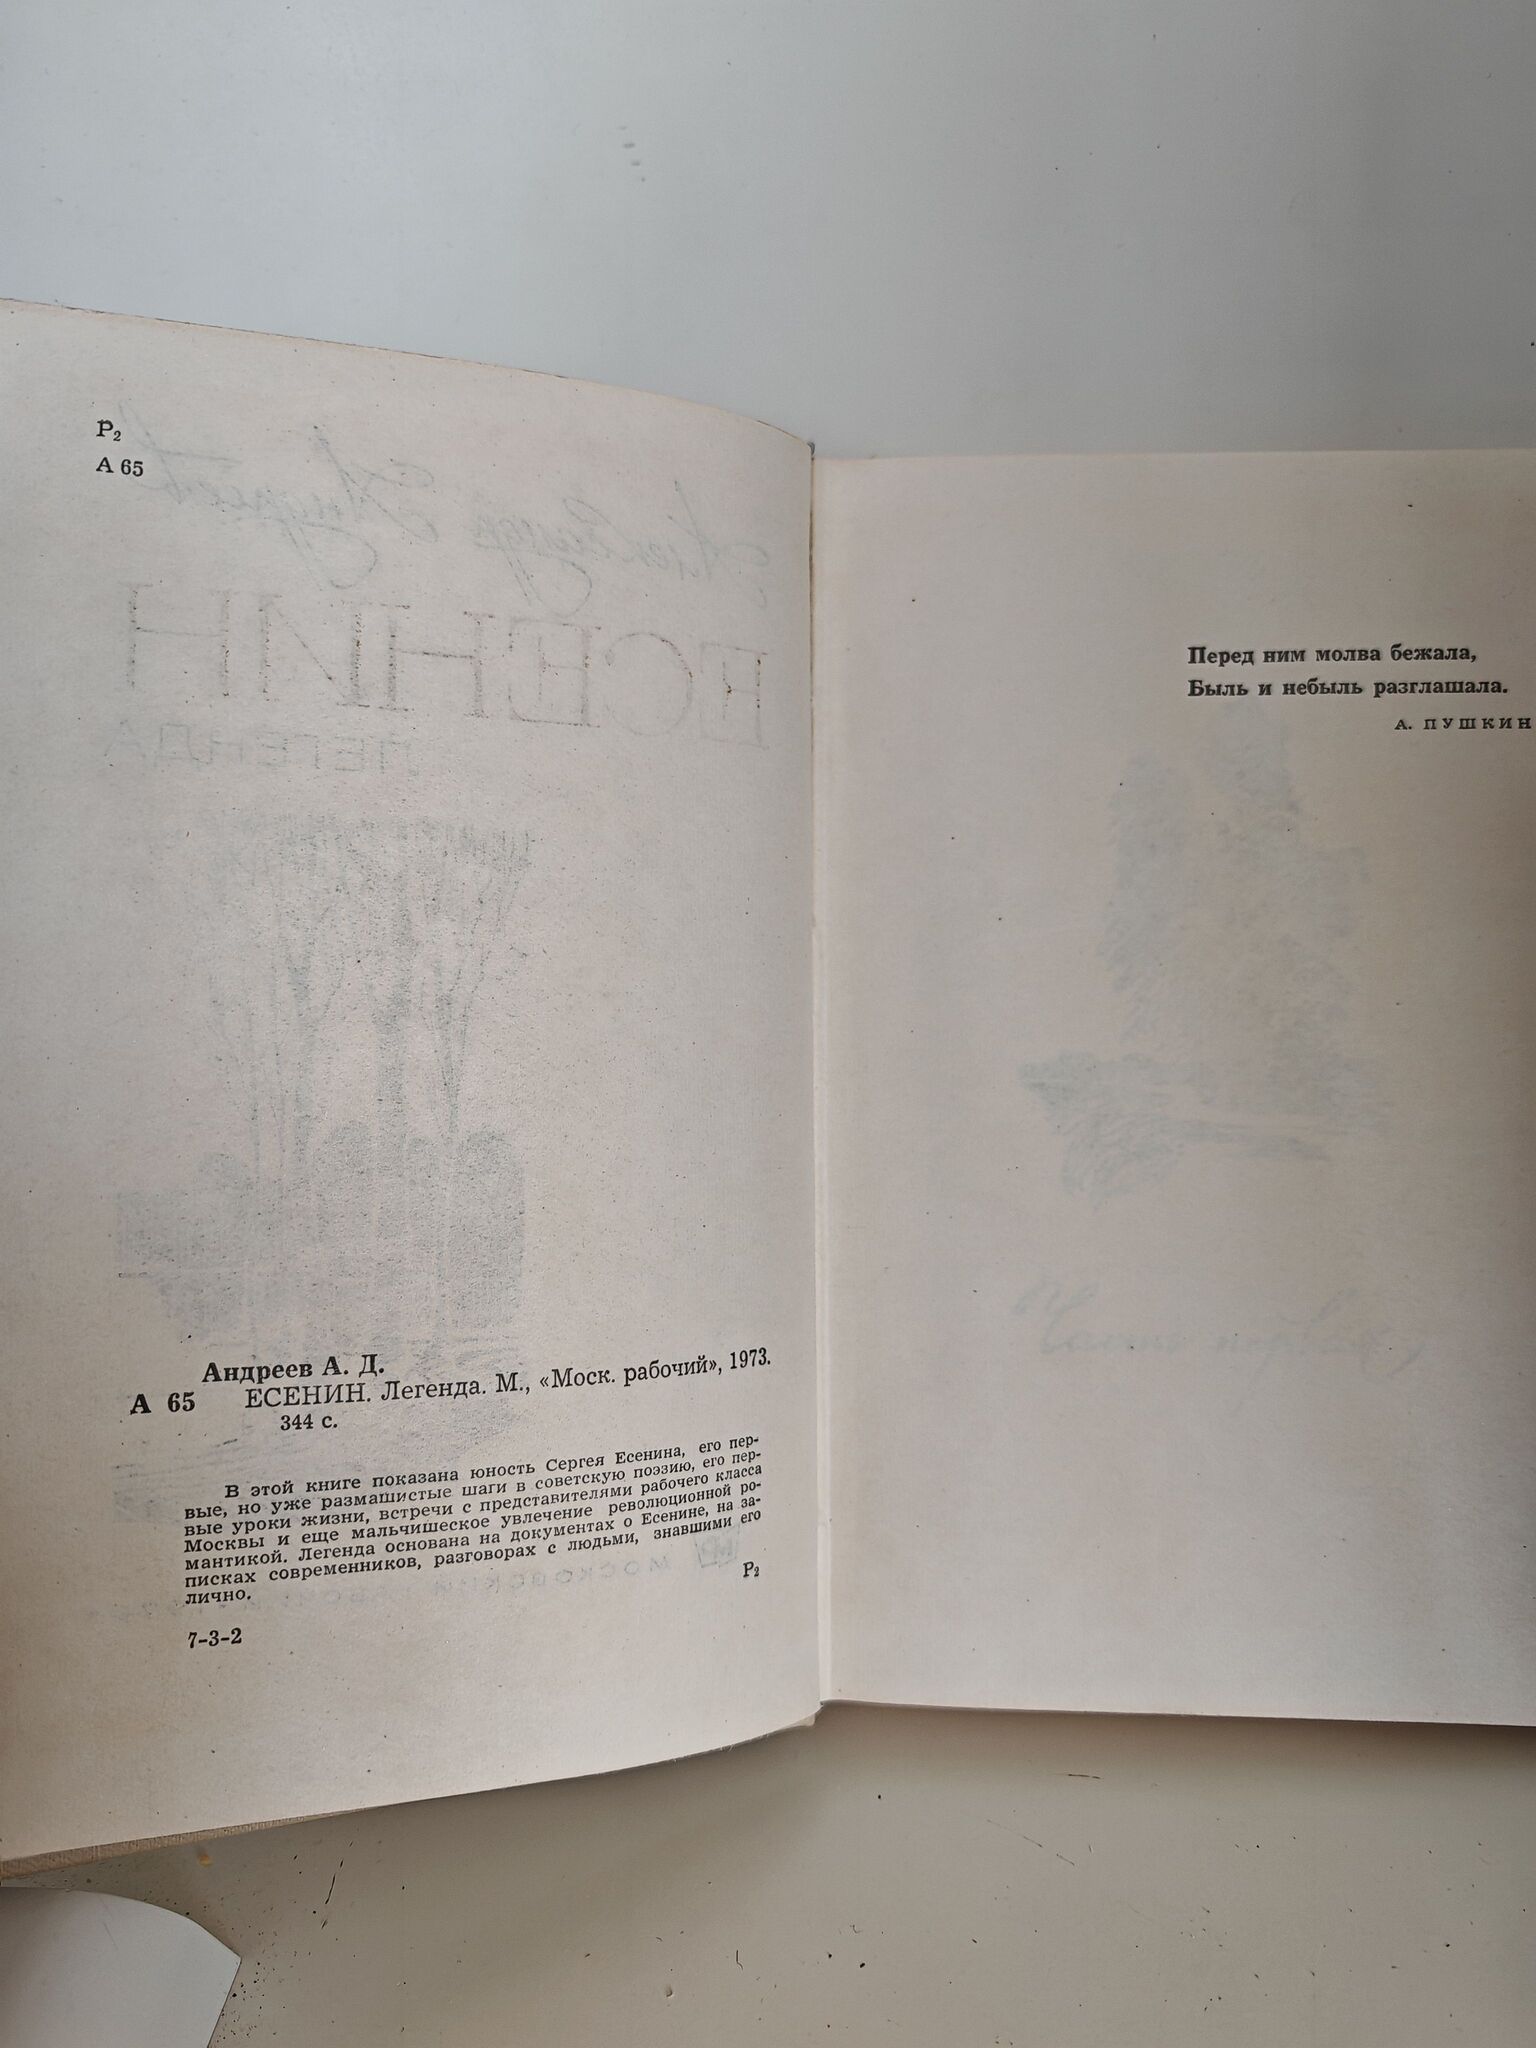 Р2
А 65
Андреев А. Д.
А 65 ЕСЕНИН. Легенда. М., «Моск. рабочий», 1973.
344 с.
В этой книге показана юность Сергея Есенина, его пер-
вые, но уже размашистые шаги в советскую поэзию, его пер-
вые уроки жизни, встречи с представителями рабочего класса
Москвы и еще мальчишеское увлечение революционной ро-
мантикой. Легенда основана на документах о Есенине, на за-
писках современников, разговорах с людьми, знавшими его
лично.
Р2
7-3-2
Перед ним молва бежала,
Быль и небыль разглашала.
А. ПУШКИН